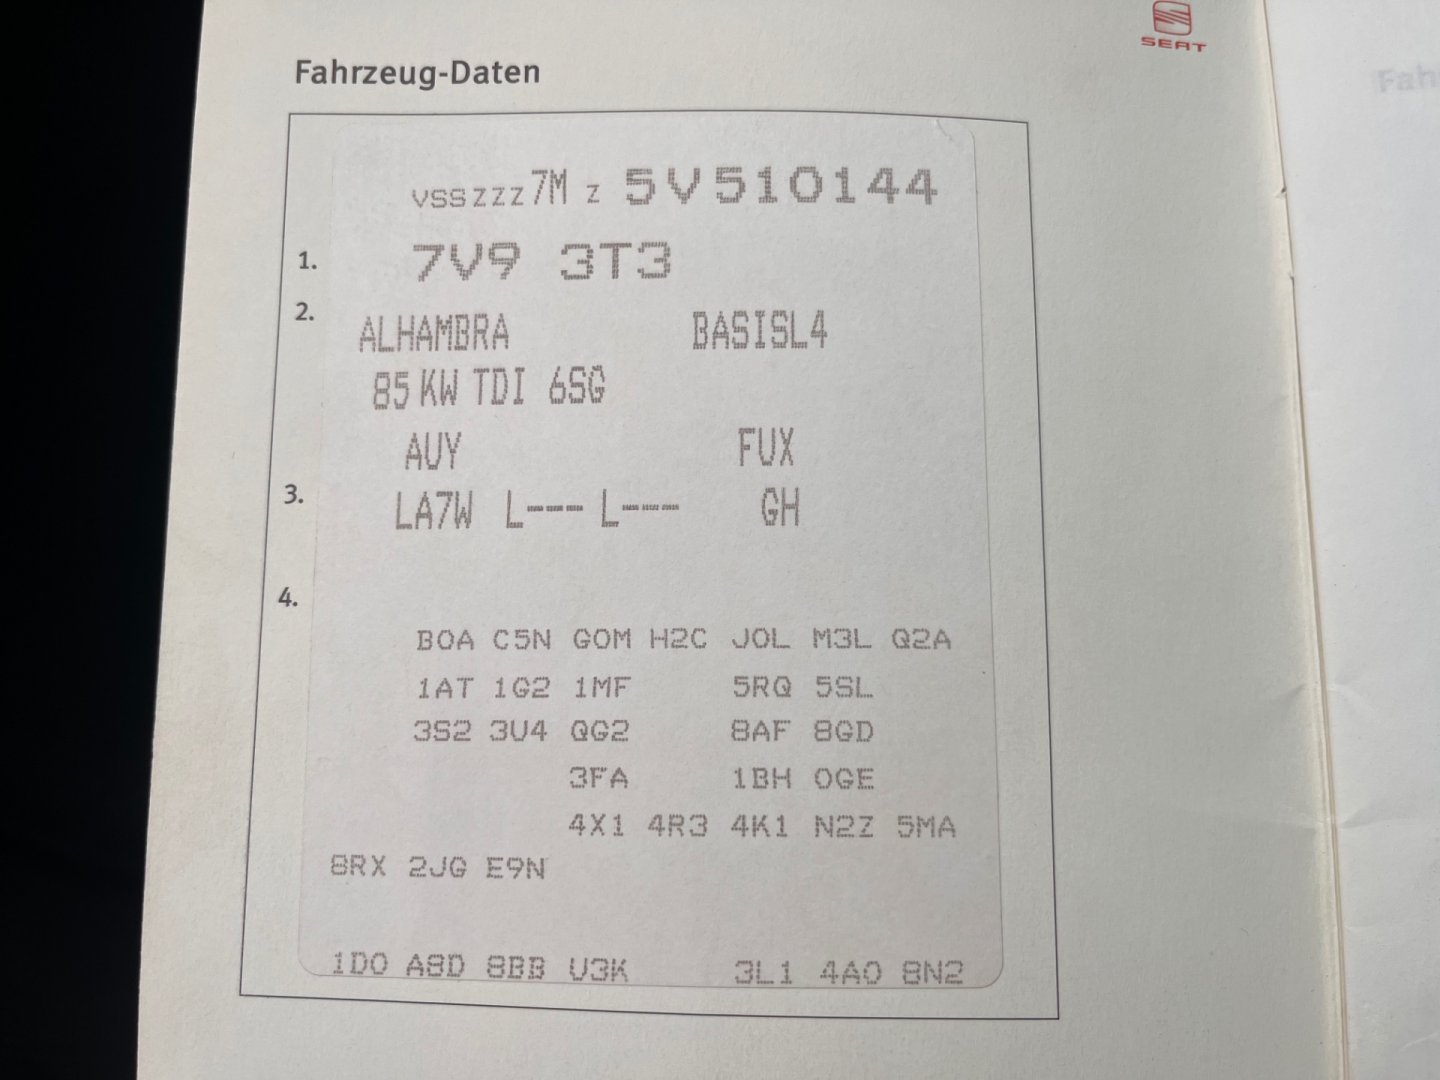 SEAT
Fahrzeug-Daten
VSSZZZ7M Z 5V510144
1. 7V9 3T3
2. ALHAMBRA BASISL4
85 KW TDI 6SG
AUY FUX
3. LA7W L--- L--- GH
4.
B0A C5N G0M H2C J0L M3L Q2A
1AT 1G2 1MF 5RQ 5SL
3S2 3U4 QG2 8AF 8GD
3FA 1BH 0GE
4X1 4R3 4K1 N2Z 5MA
8RX 2JG E9N
1D0 A8D 8BB U3K 3L1 4A0 8N2